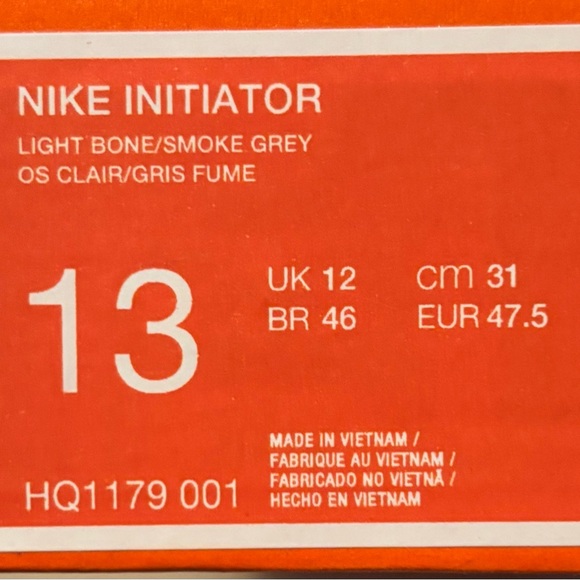 NIKE INITIATOR
LIGHT BONE/SMOKE GREY
OS CLAIR/GRIS FUME
13
UK 12 cm 31
BR 46 EUR 47.5
MADE IN VIETNAM /
FABRIQUE AU VIETNAM /
FABRICADO NO VIETNÃ /
HECHO EN VIETNAM
HQ1179 001